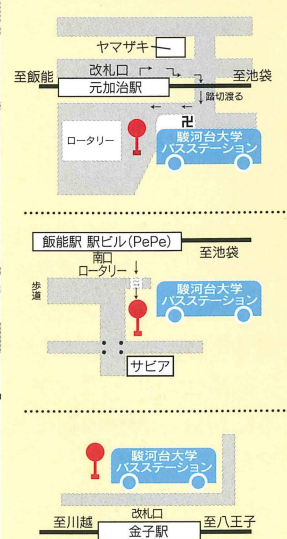 ヤマザキ
至飯能
改札口
元加治駅
至池袋
踏切渡る
ロータリー
卍
駿河台大学
バスステーション
飯能駅 駅ビル(PePe)
至池袋
南口
ロータリー
歩道
駿河台大学
バスステーション
サビア
駿河台大学
バスステーション
至川越
改札口
金子駅
至八王子